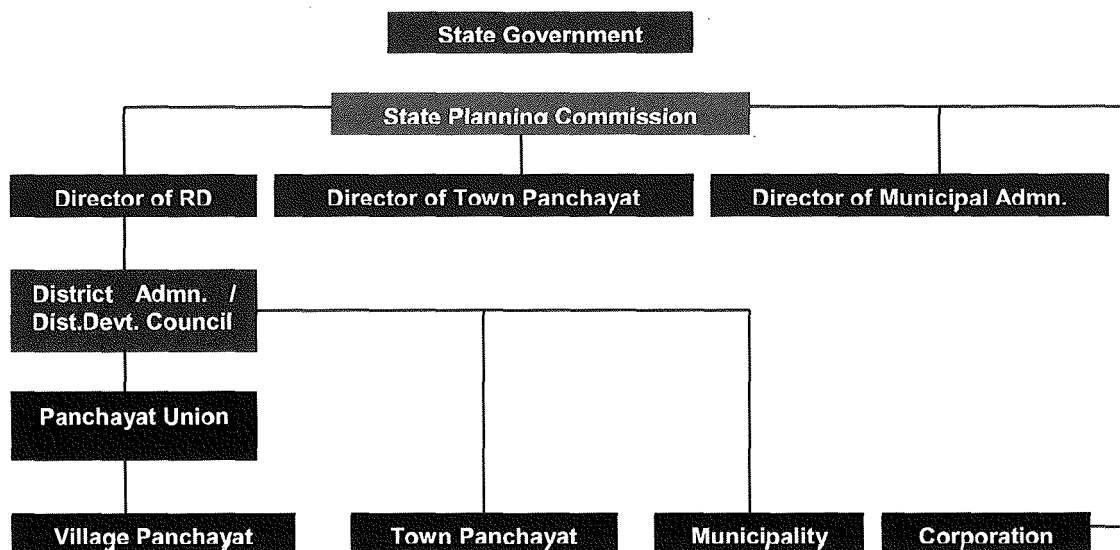 State Government
State Planning Commission
Director of RD
Director of Town Panchayat
Director of Municipal Admn.
District Admn. /
Dist.Devt. Council
Panchayat Union
Village Panchayat
Town Panchayat
Municipality
Corporation